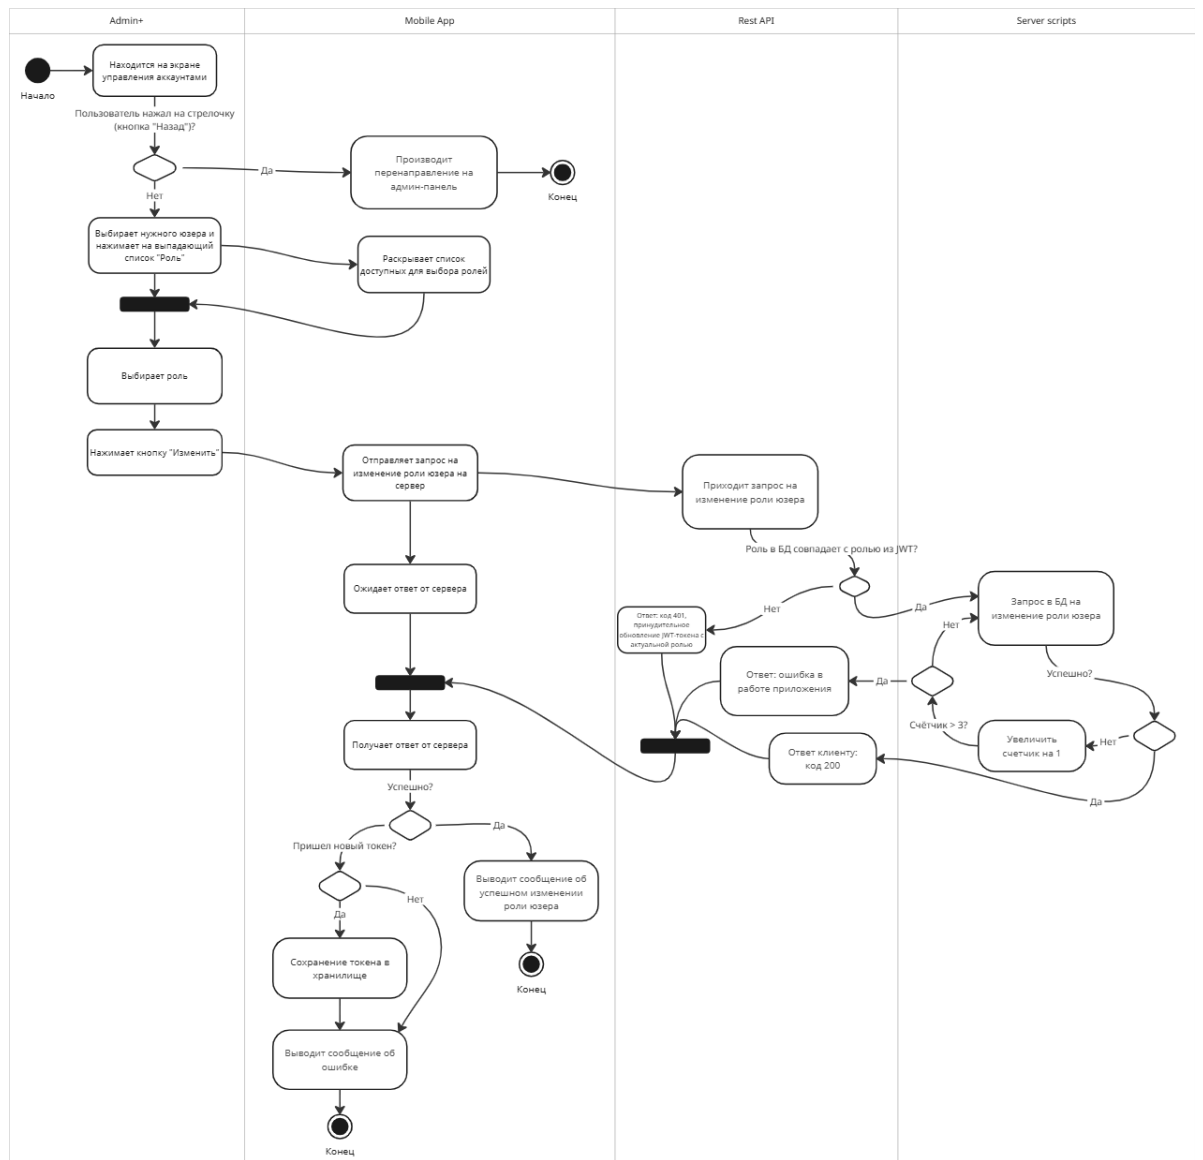 Admin+
Mobile App
Rest API
Server scripts
Начало
Находится на экране
управления аккаунтами
Пользователь нажал на стрелочку
(кнопка "Назад")?
Да
Производит
перенаправление на
админ-панель
Конец
Нет
Выбирает нужного юзера и
нажимает на выпадающий
список "Роль"
Раскрывает список
доступных для выбора ролей
Выбирает роль
Нажимает кнопку "Изменить"
Отправляет запрос на
изменение роли юзера на
сервер
Приходит запрос на
изменение роли юзера
Роль в БД совпадает с ролью из JWT?
Ожидает ответ от сервера
Нет
Да
Ответ: код 401,
принудительное
обновление JWT-токена с
актуальной ролью
Запрос в БД на
изменение роли юзера
Нет
Успешно?
Ответ: ошибка в
работе приложения
Да
Счётчик > 3?
Увеличить
счетчик на 1
Нет
Ответ клиенту:
код 200
Да
Получает ответ от сервера
Успешно?
Да
Пришел новый токен?
Выводит сообщение об
успешном изменении
роли юзера
Конец
Нет
Да
Сохранение токена в
хранилище
Выводит сообщение об
ошибке
Конец